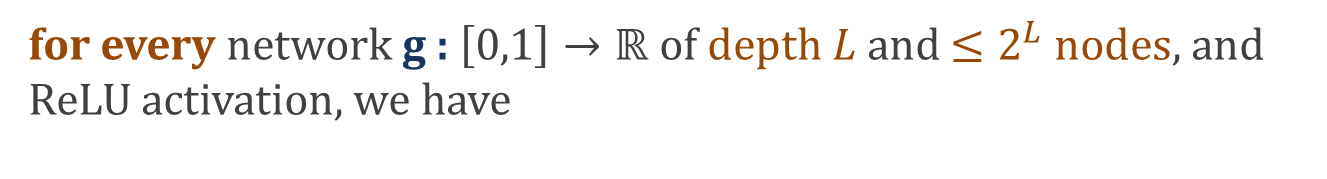 for every network g : [0,1] → ℝ of depth L and ≤ 2^L nodes, and
ReLU activation, we have